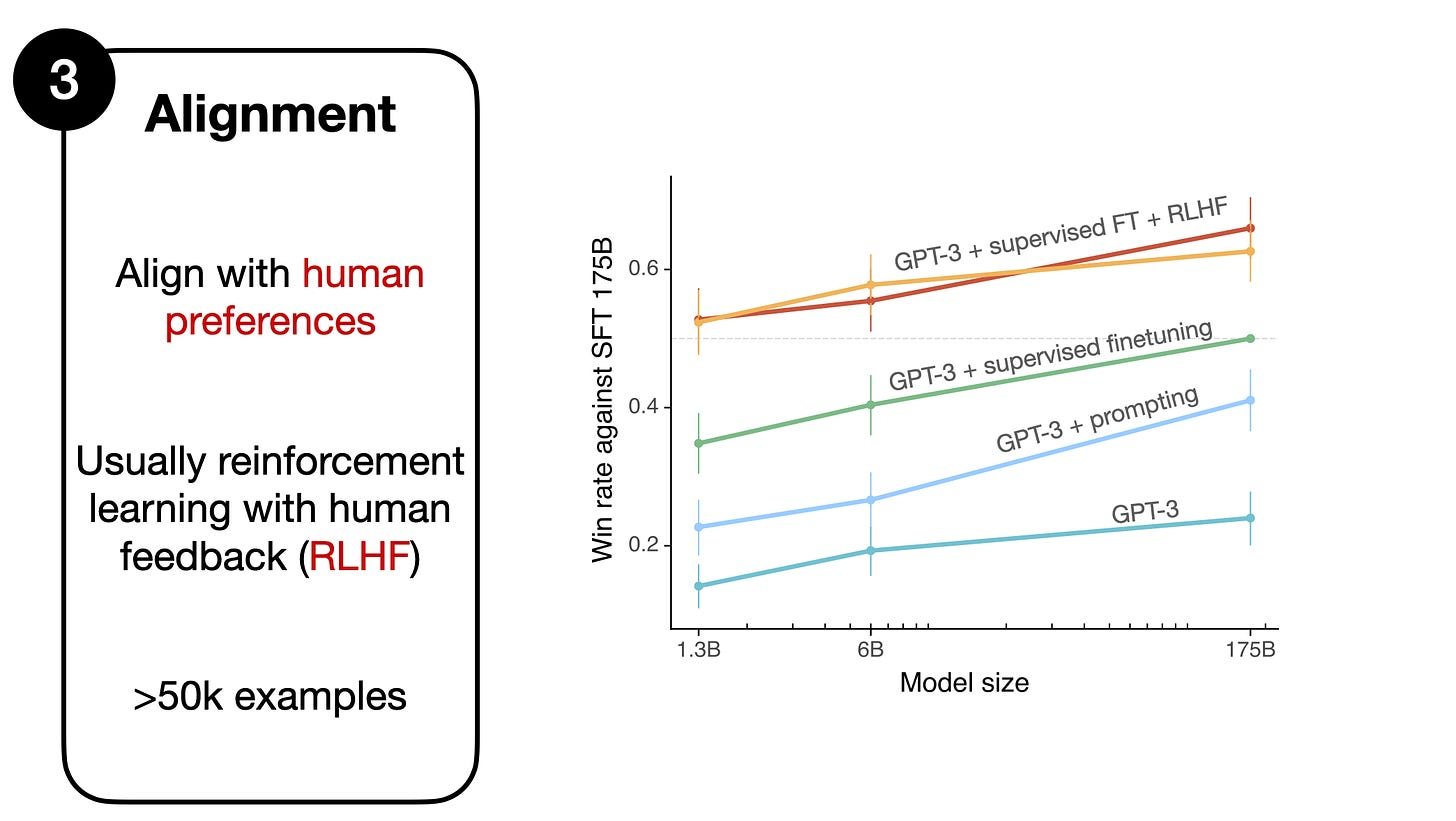 3
Alignment
Align with human
preferences
Usually reinforcement
learning with human
feedback (RLHF)
>50k examples
Win rate against SFT 175B
0.6
0.4
0.2
GPT-3 + supervised FT + RLHF
GPT-3 + supervised finetuning
GPT-3 + prompting
GPT-3
1.3B
6B
175B
Model size